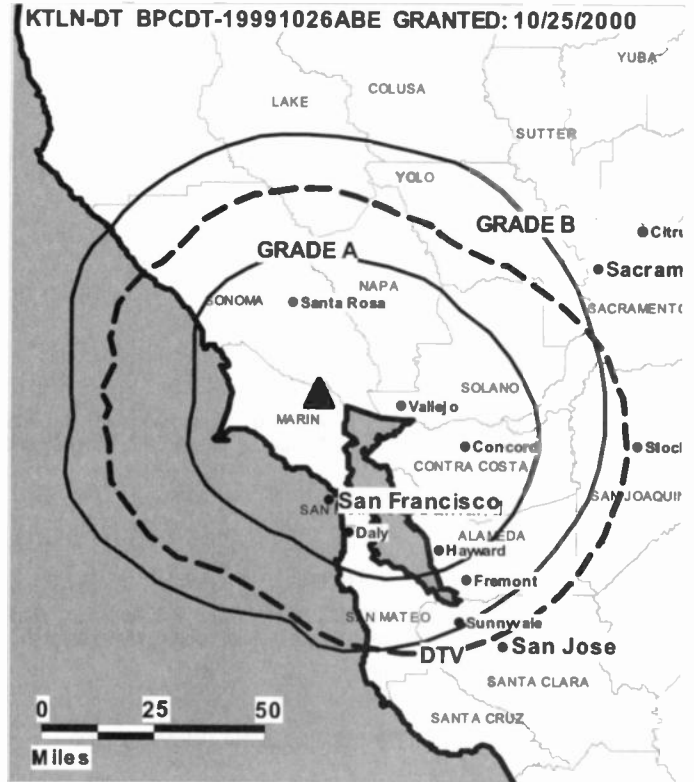 KTLN-DT BPCDT-19991026ABE GRANTED: 10/25/2000
YUBA
COLUSA
LAKE
SUTTER
YOLO
GRADE B
Citru
GRADE A
Sacram
NAPA
SONOMA
Santa Rosa
SACRAMENTO
SOLANO
Vallejo
MARIN
Concord
Stock
CONTRA COSTA
San Francisco
SAN JOAQUIN
SAN
Daly
ALAMEDA
Hayward
Fremont
SAN MATEO
Sunnyvale
San Jose
DTV
SANTA CLARA
0 25 50
SANTA CRUZ
Miles